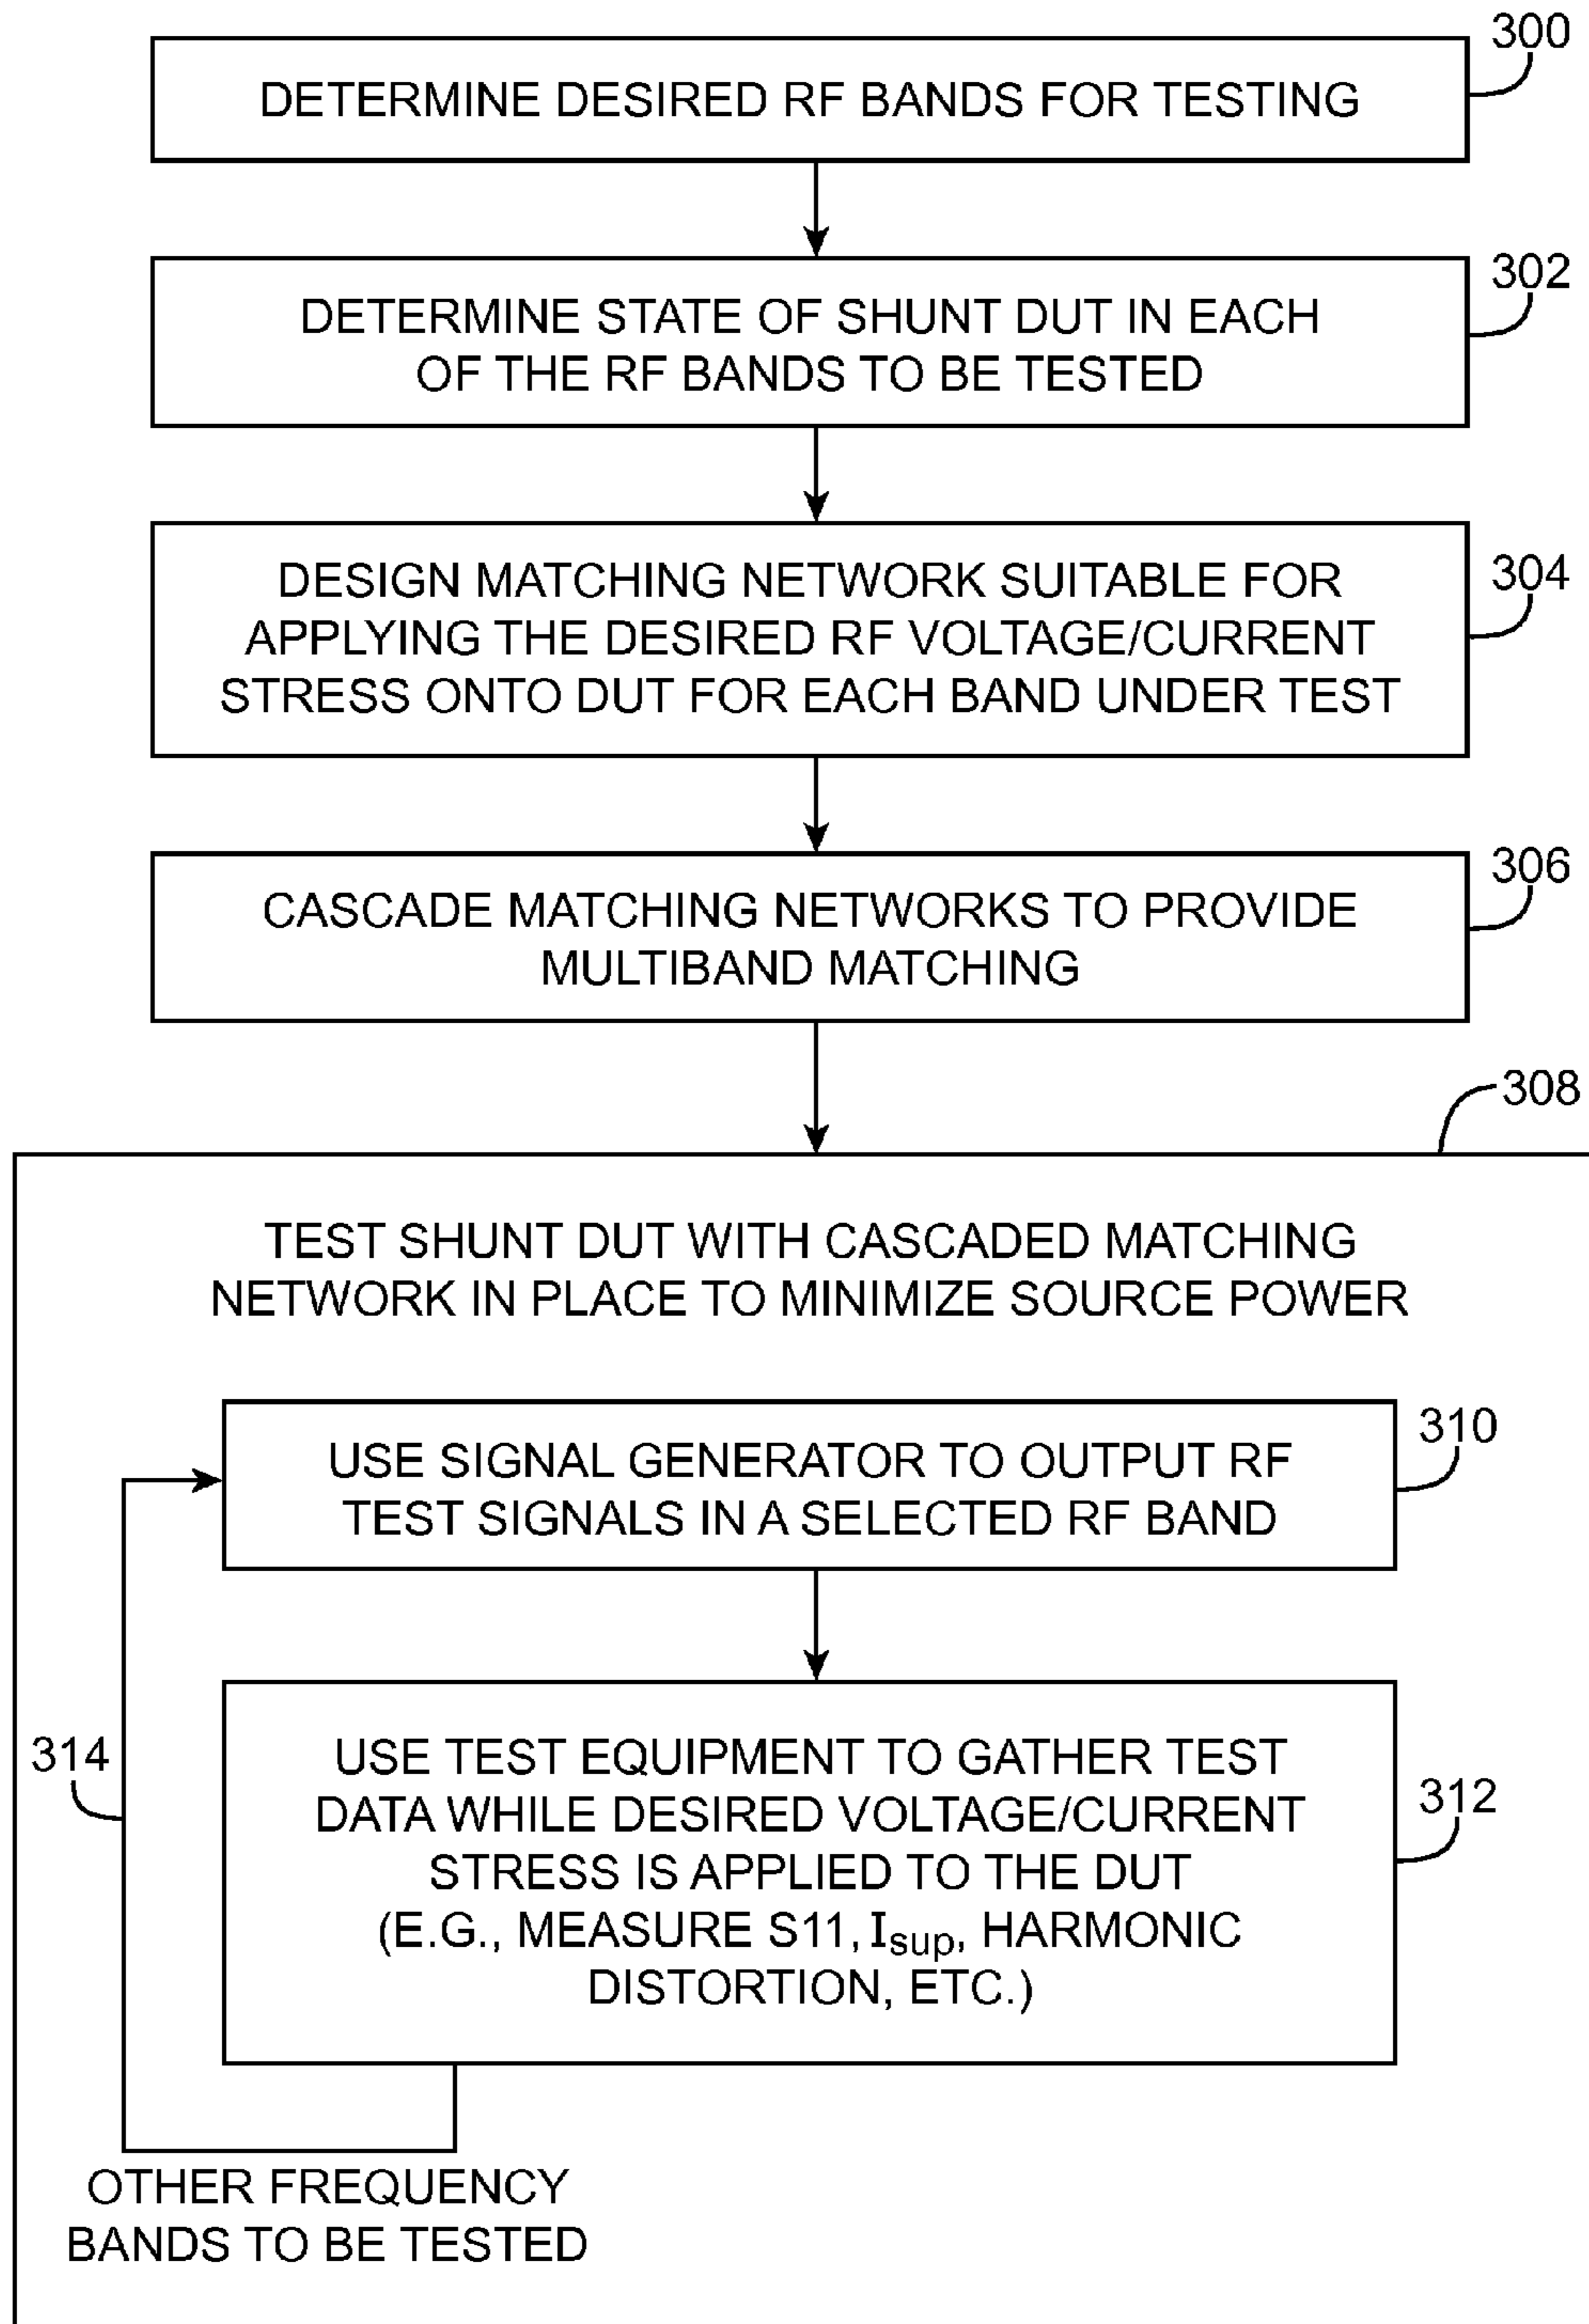 300
DETERMINE DESIRED RF BANDS FOR TESTING
302
DETERMINE STATE OF SHUNT DUT IN EACH
OF THE RF BANDS TO BE TESTED
304
DESIGN MATCHING NETWORK SUITABLE FOR
APPLYING THE DESIRED RF VOLTAGE/CURRENT
STRESS ONTO DUT FOR EACH BAND UNDER TEST
306
CASCADE MATCHING NETWORKS TO PROVIDE
MULTIBAND MATCHING
308
TEST SHUNT DUT WITH CASCADED MATCHING
NETWORK IN PLACE TO MINIMIZE SOURCE POWER
310
USE SIGNAL GENERATOR TO OUTPUT RF
TEST SIGNALS IN A SELECTED RF BAND
314
312
USE TEST EQUIPMENT TO GATHER TEST
DATA WHILE DESIRED VOLTAGE/CURRENT
STRESS IS APPLIED TO THE DUT
(E.G., MEASURE S11, Isup, HARMONIC
DISTORTION, ETC.)
OTHER FREQUENCY
BANDS TO BE TESTED